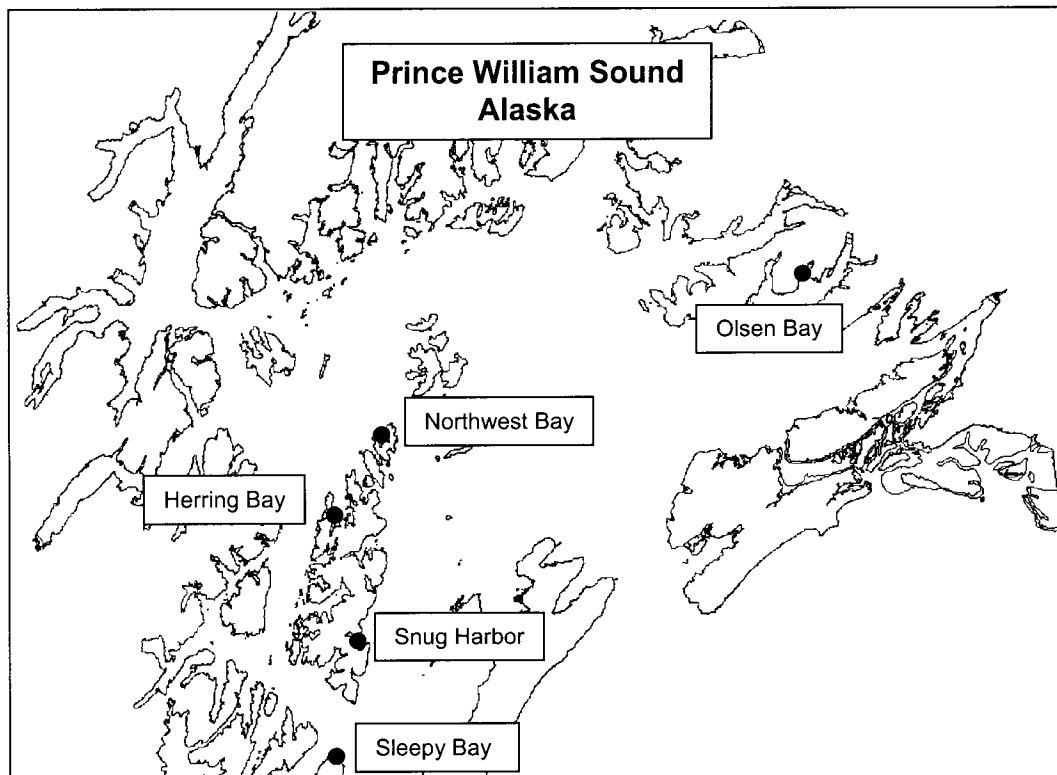 Prince William Sound
Alaska
Olsen Bay
Northwest Bay
Herring Bay
Snug Harbor
Sleepy Bay